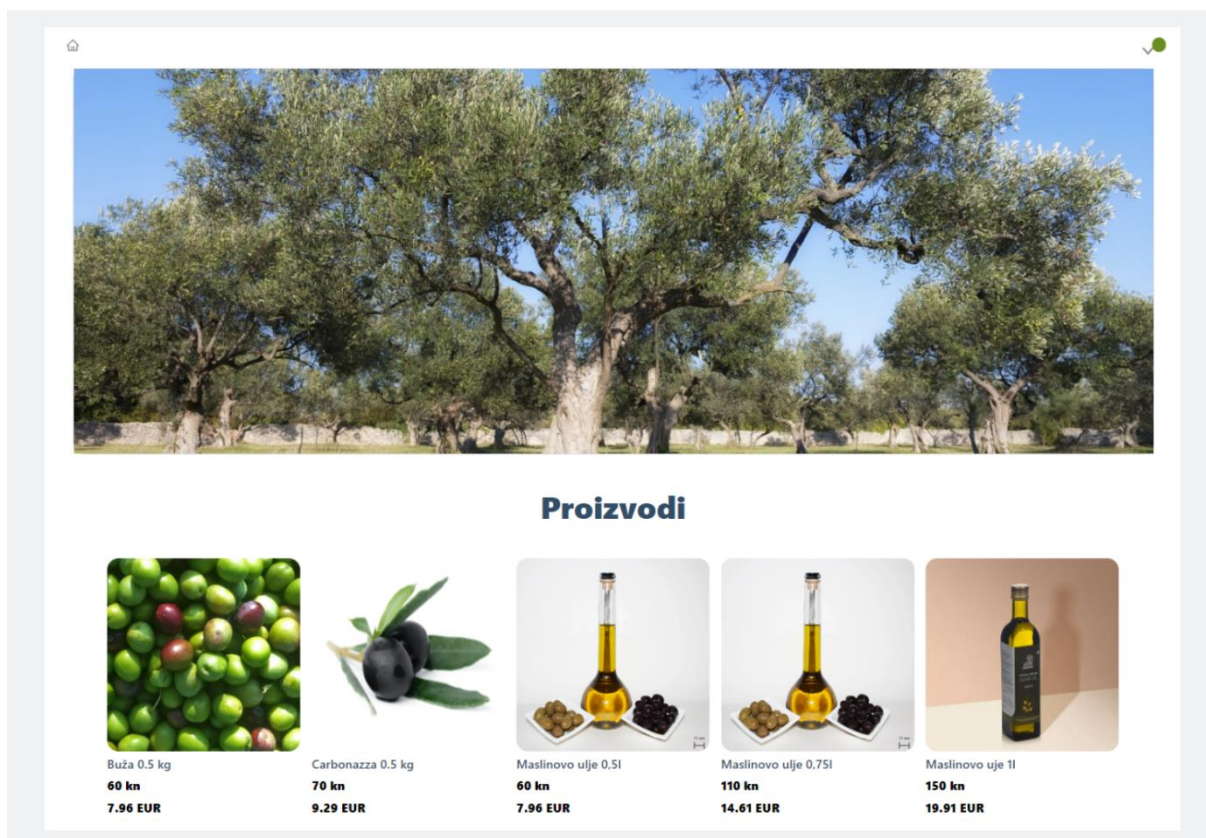 Proizvodi
Buža 0.5 kg
60 kn
7.96 EUR
Carbonazza 0.5 kg
70 kn
9.29 EUR
Maslinovo ulje 0,5l
60 kn
7.96 EUR
Maslinovo ulje 0,75l
110 kn
14.61 EUR
Maslinovo uje 1l
150 kn
19.91 EUR